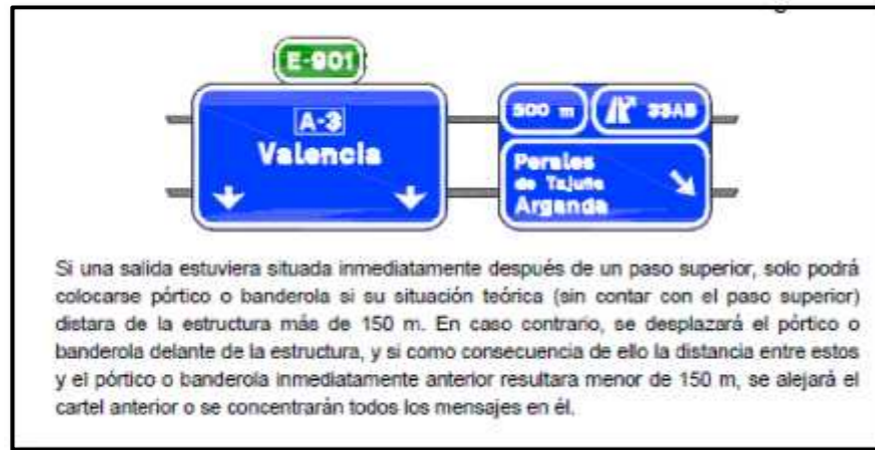 E-901
A-3
Valencia
500 m
33AB
Perales
de Tajuña
Arganda
Si una salida estuviera situada inmediatamente después de un paso superior, solo podrá
colocarse pórtico o banderola si su situación teórica (sin contar con el paso superior)
distara de la estructura más de 150 m. En caso contrario, se desplazará el pórtico o
banderola delante de la estructura, y si como consecuencia de ello la distancia entre estos
y el pórtico o banderola inmediatamente anterior resultara menor de 150 m, se alejará el
cartel anterior o se concentrarán todos los mensajes en él.